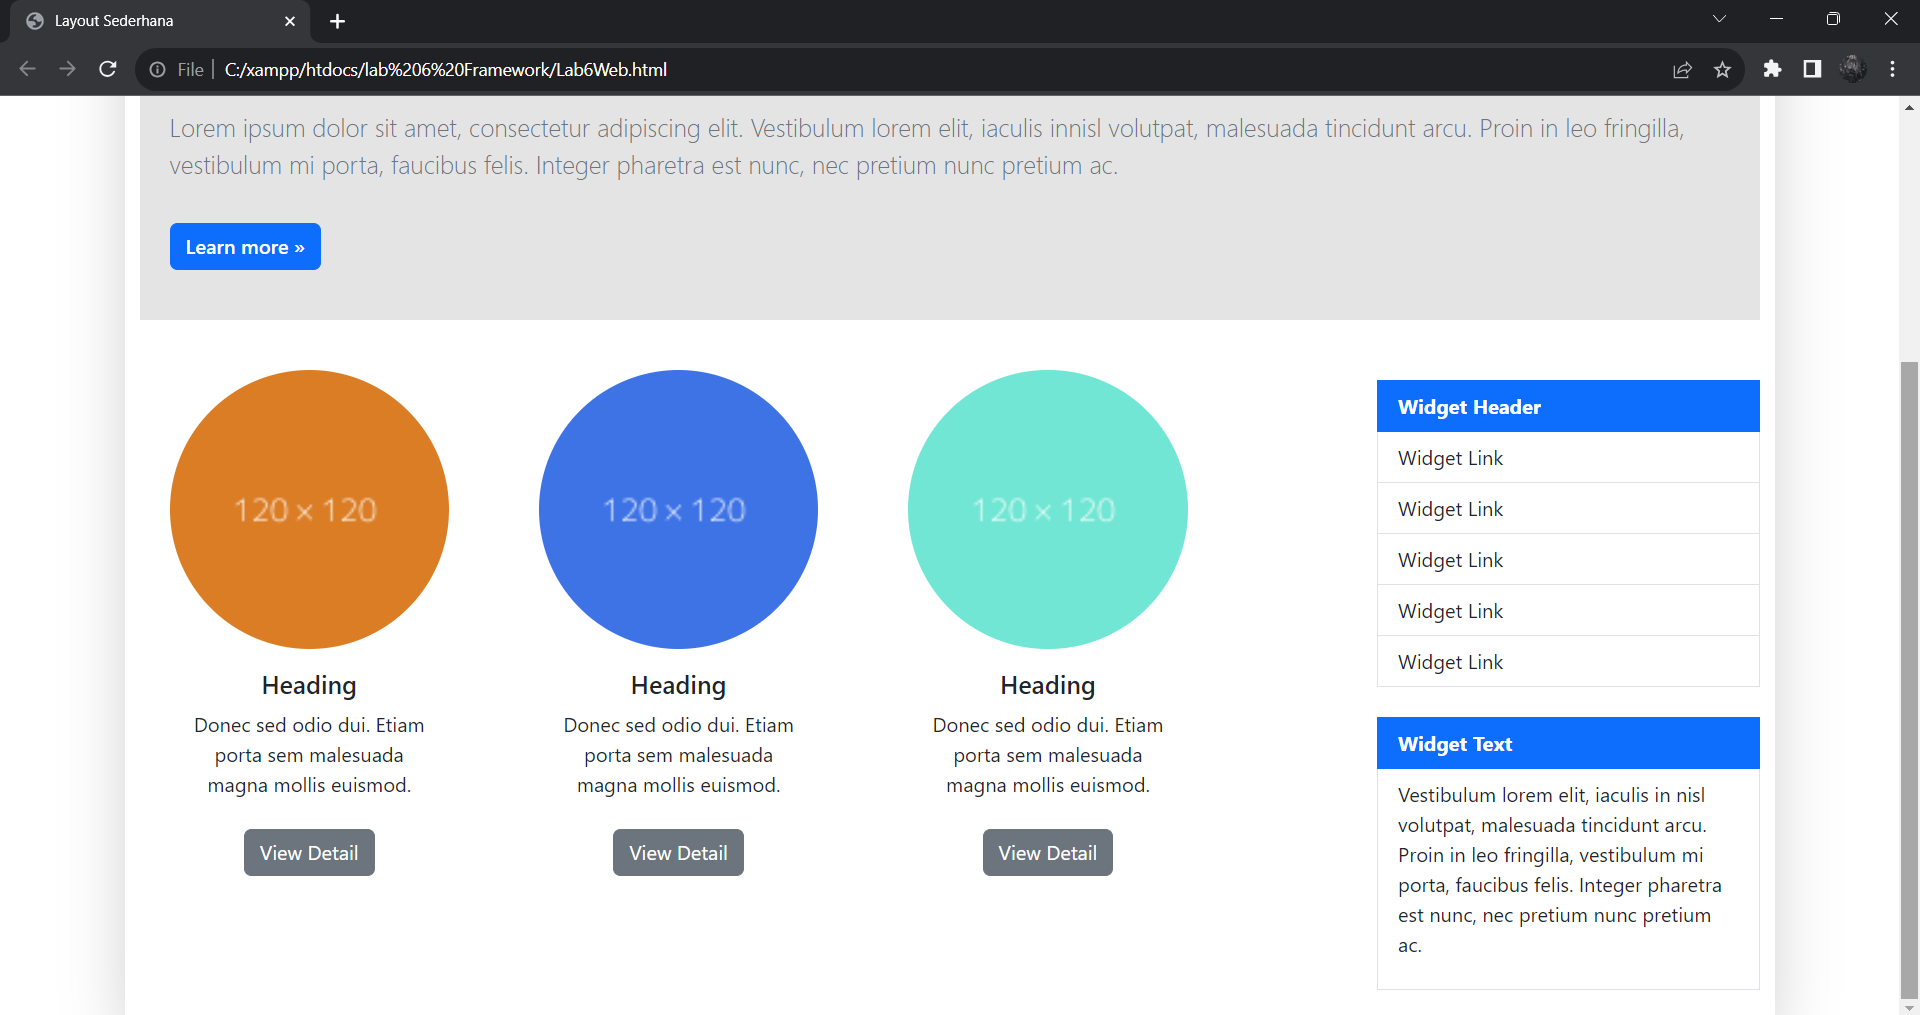 Layout Sederhana
File C:/xampp/htdocs/lab%206%20Framework/Lab6Web.html
Lorem ipsum dolor sit amet, consectetur adipiscing elit. Vestibulum lorem elit, iaculis innisl volutpat, malesuada tincidunt arcu. Proin in leo fringilla,
vestibulum mi porta, faucibus felis. Integer pharetra est nunc, nec pretium nunc pretium ac.
Learn more »
120 × 120
Heading
Donec sed odio dui. Etiam
porta sem malesuada
magna mollis euismod.
View Detail
120 × 120
Heading
Donec sed odio dui. Etiam
porta sem malesuada
magna mollis euismod.
View Detail
120 × 120
Heading
Donec sed odio dui. Etiam
porta sem malesuada
magna mollis euismod.
View Detail
Widget Header
Widget Link
Widget Link
Widget Link
Widget Link
Widget Link
Widget Text
Vestibulum lorem elit, iaculis in nisl
volutpat, malesuada tincidunt arcu.
Proin in leo fringilla, vestibulum mi
porta, faucibus felis. Integer pharetra
est nunc, nec pretium nunc pretium
ac.